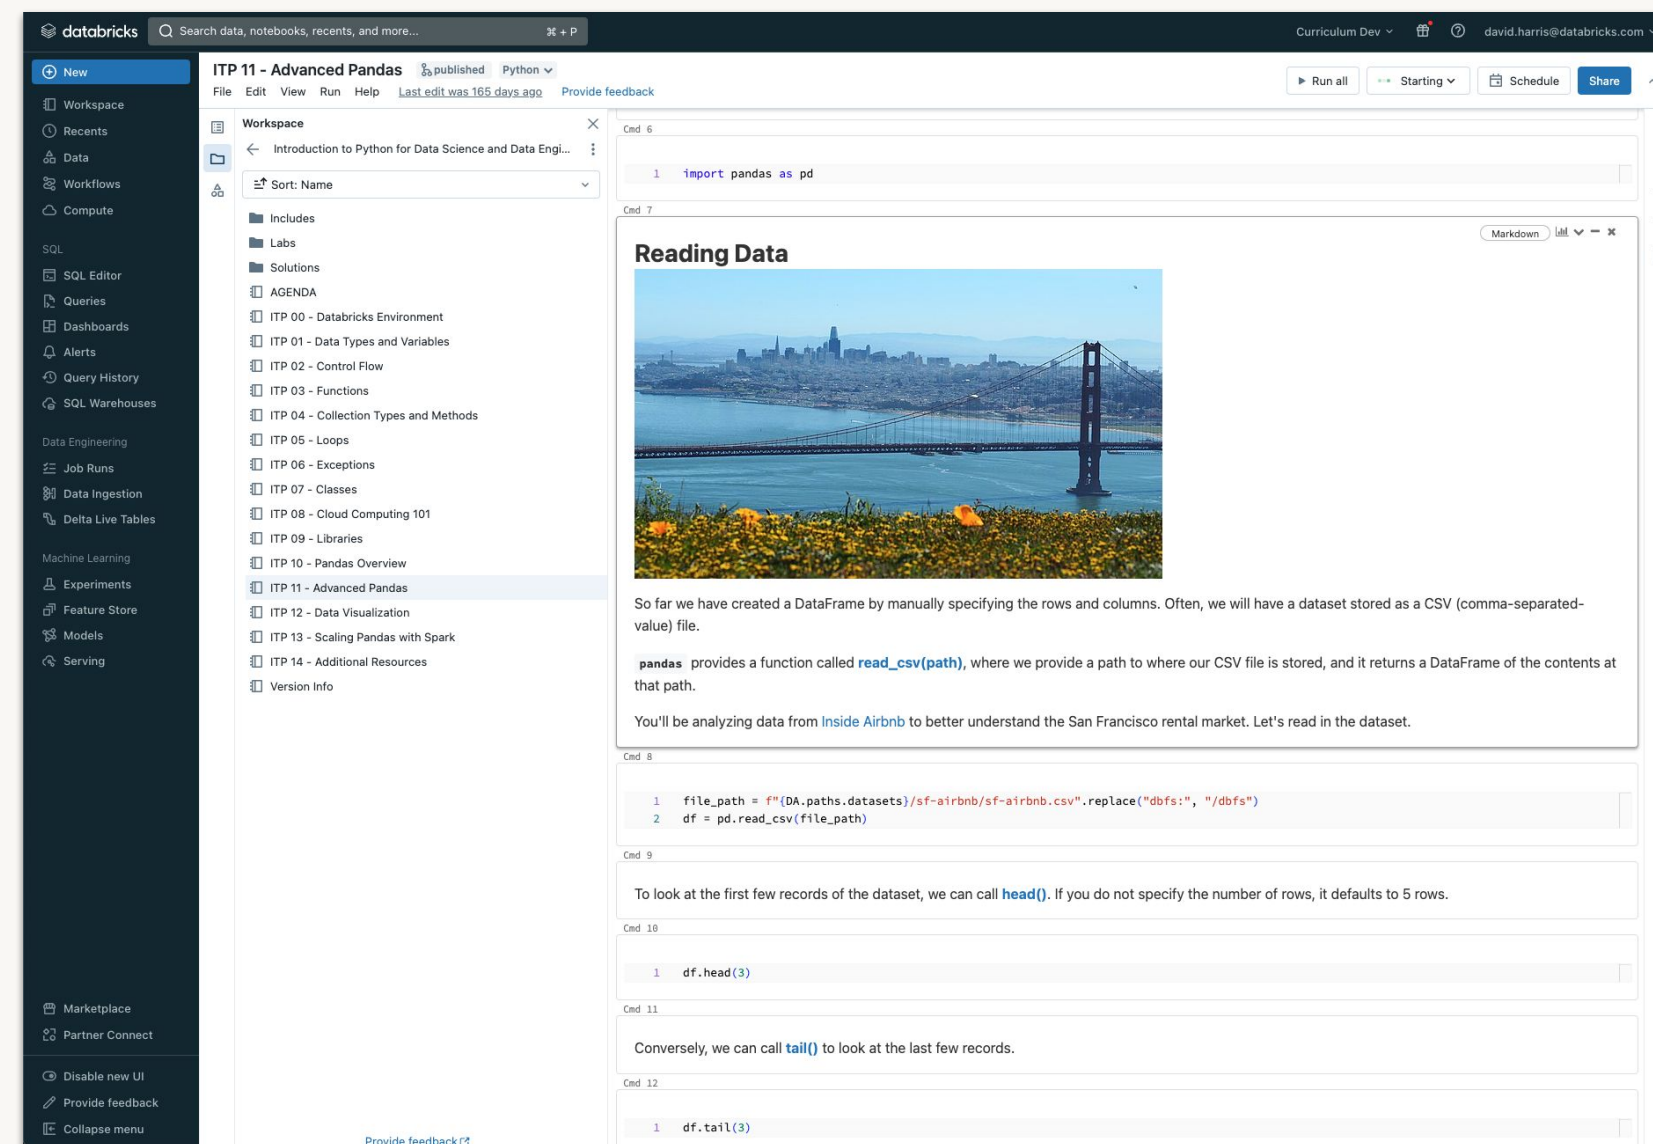 databricks
Search data, notebooks, recents, and more...
⌘ + P
Curriculum Dev
david.harris@databricks.com
New
Workspace
Recents
Data
Workflows
Compute
SQL
SQL Editor
Queries
Dashboards
Alerts
Query History
SQL Warehouses
Data Engineering
Job Runs
Data Ingestion
Delta Live Tables
Machine Learning
Experiments
Feature Store
Models
Serving
Marketplace
Partner Connect
Disable new UI
Provide feedback
Collapse menu
ITP 11 - Advanced Pandas
published
Python
File Edit View Run Help Last edit was 165 days ago Provide feedback
Run all
Starting
Schedule
Share
Workspace
Introduction to Python for Data Science and Data Engi...
Sort: Name
Includes
Labs
Solutions
AGENDA
ITP 00 - Databricks Environment
ITP 01 - Data Types and Variables
ITP 02 - Control Flow
ITP 03 - Functions
ITP 04 - Collection Types and Methods
ITP 05 - Loops
ITP 06 - Exceptions
ITP 07 - Classes
ITP 08 - Cloud Computing 101
ITP 09 - Libraries
ITP 10 - Pandas Overview
ITP 11 - Advanced Pandas
ITP 12 - Data Visualization
ITP 13 - Scaling Pandas with Spark
ITP 14 - Additional Resources
Version Info
Provide feedback
Cmd 6
1 import pandas as pd
Cmd 7
Markdown
Reading Data
So far we have created a DataFrame by manually specifying the rows and columns. Often, we will have a dataset stored as a CSV (comma-separated-
value) file.
pandas provides a function called read_csv(path), where we provide a path to where our CSV file is stored, and it returns a DataFrame of the contents at
that path.
You'll be analyzing data from Inside Airbnb to better understand the San Francisco rental market. Let's read in the dataset.
Cmd 8
1 file_path = f"{DA.paths.datasets}/sf-airbnb/sf-airbnb.csv".replace("dbfs:", "/dbfs")
2 df = pd.read_csv(file_path)
Cmd 9
To look at the first few records of the dataset, we can call head(). If you do not specify the number of rows, it defaults to 5 rows.
Cmd 10
1 df.head(3)
Cmd 11
Conversely, we can call tail() to look at the last few records.
Cmd 12
1 df.tail(3)